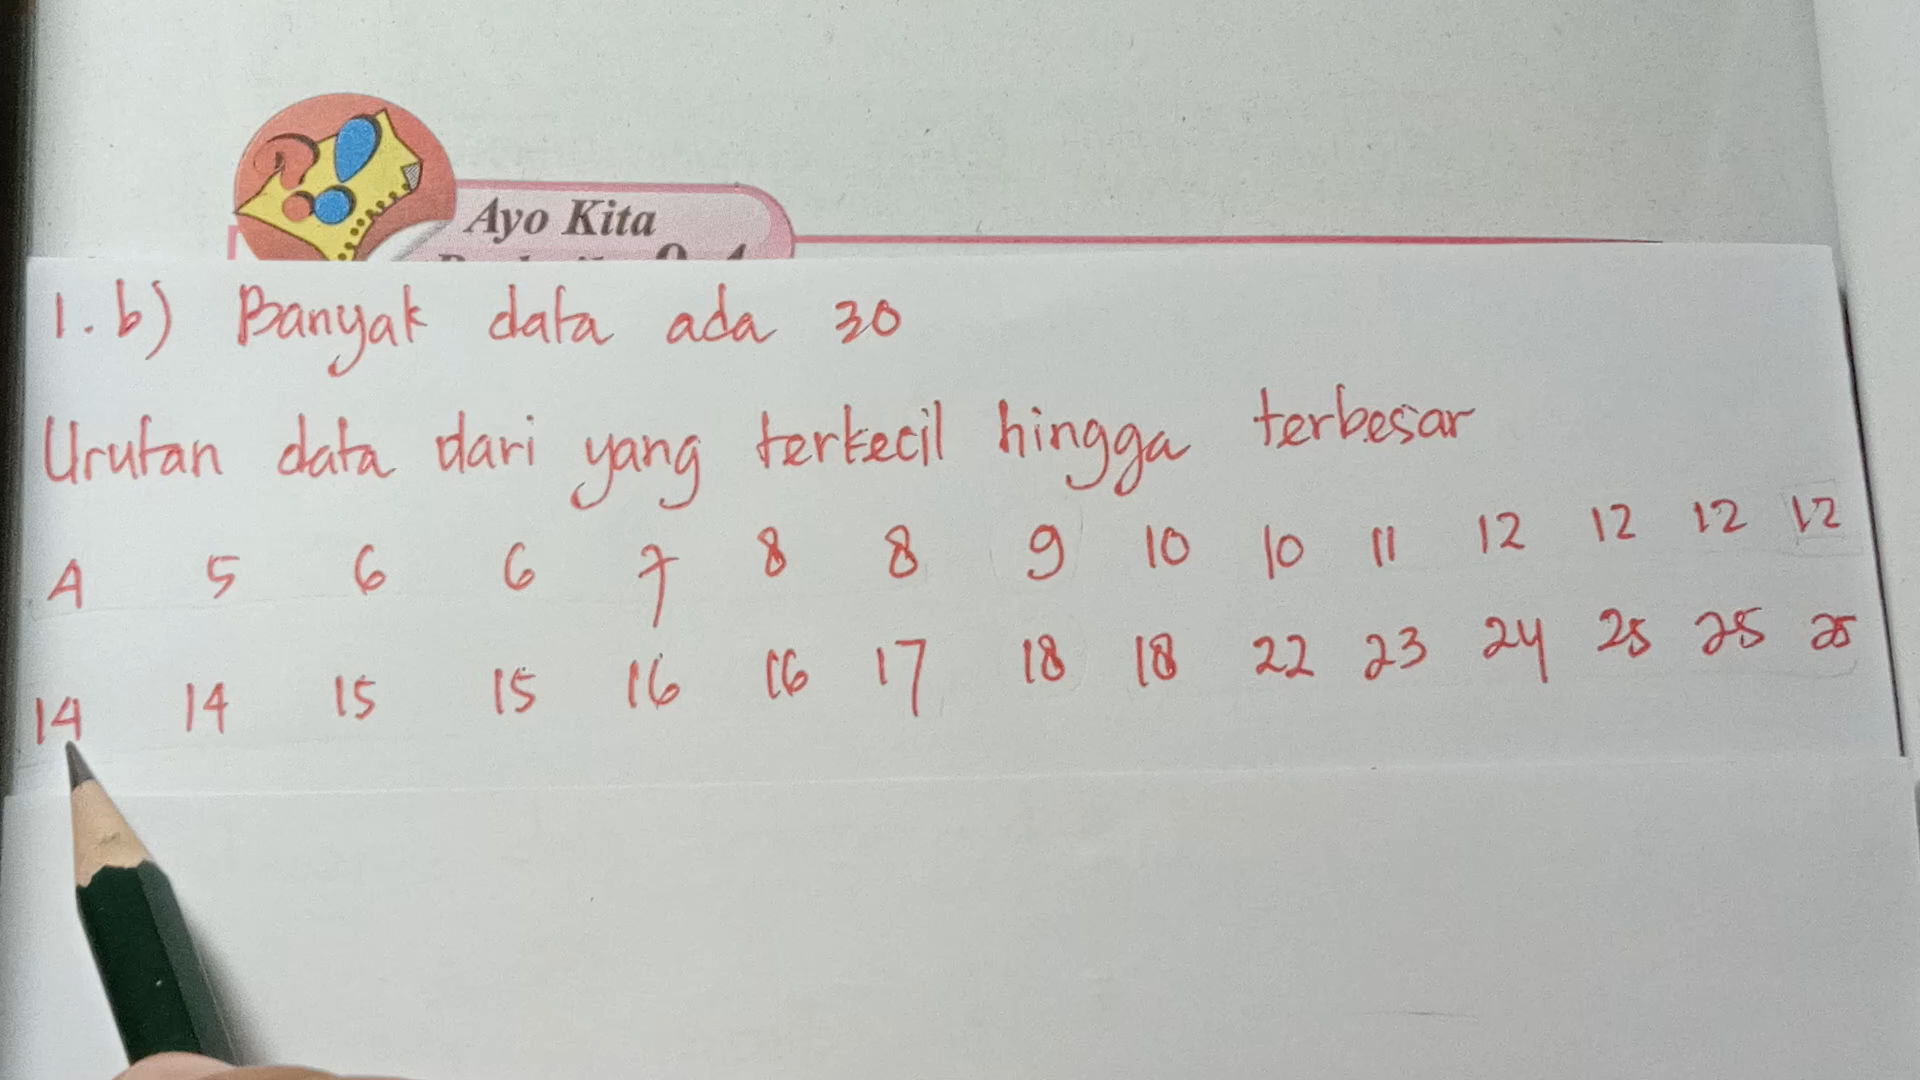 Ayo Kita
1. b) Banyak data ada 30
Urutan data dari yang terkecil hingga terbesar
4 5 6 6 7 8 8 9 10 10 11 12 12 12 12
14 14 15 15 16 16 17 18 18 22 23 24 25 25 25